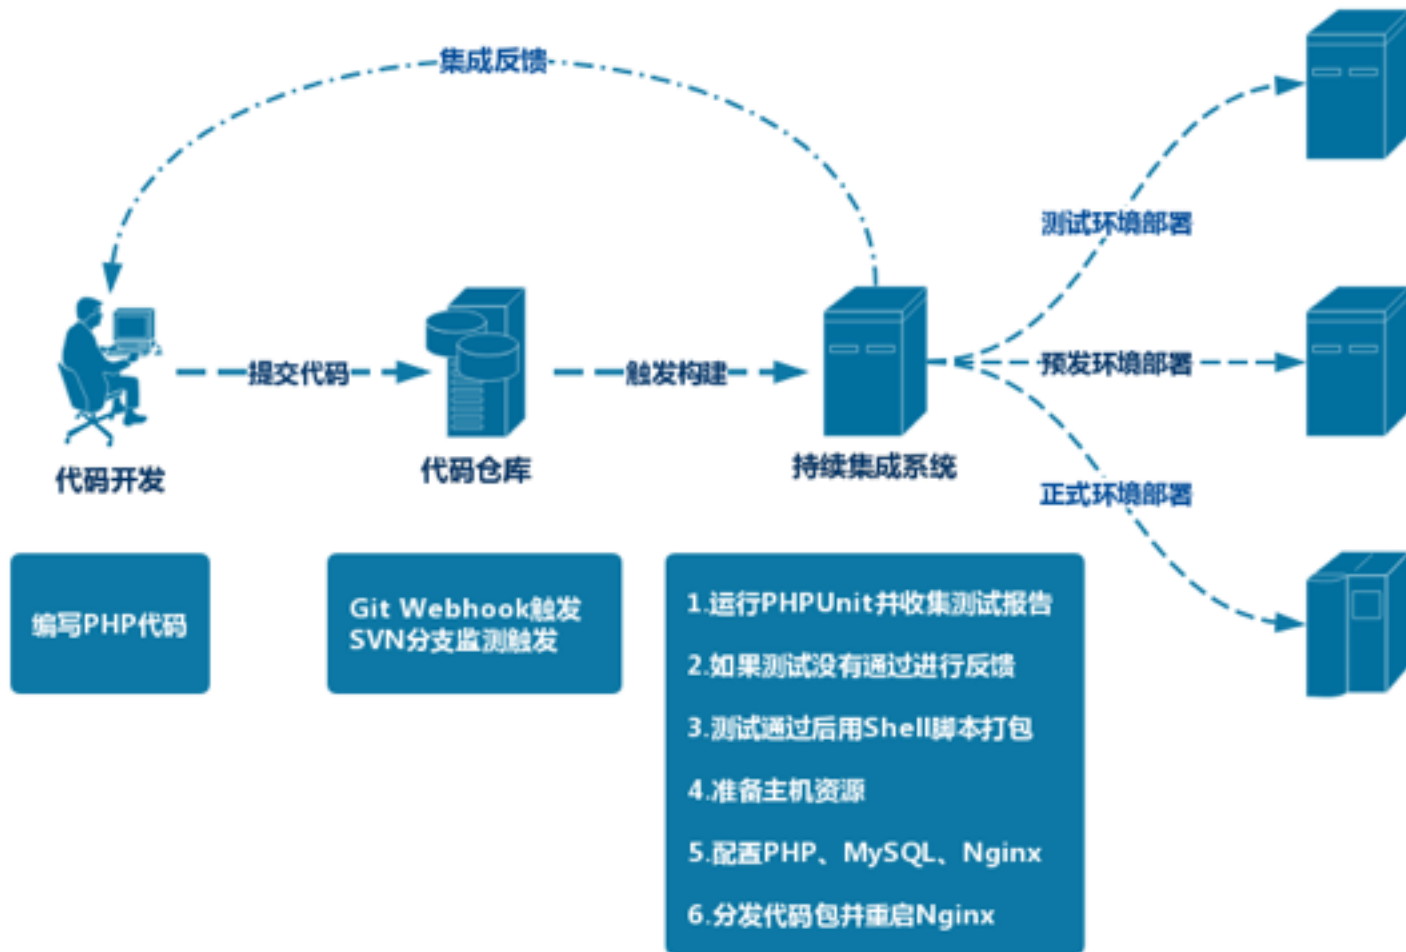 集成反馈
测试环境部署
提交代码
触发构建
预发环境部署
代码开发
代码仓库
持续集成系统
正式环境部署
编写PHP代码
Git Webhook触发
SVN分支监测触发
1.运行PHPUnit并收集测试报告
2.如果测试没有通过进行反馈
3.测试通过后用Shell脚本打包
4.准备主机资源
5.配置PHP、MySQL、Nginx
6.分发代码包并重启Nginx